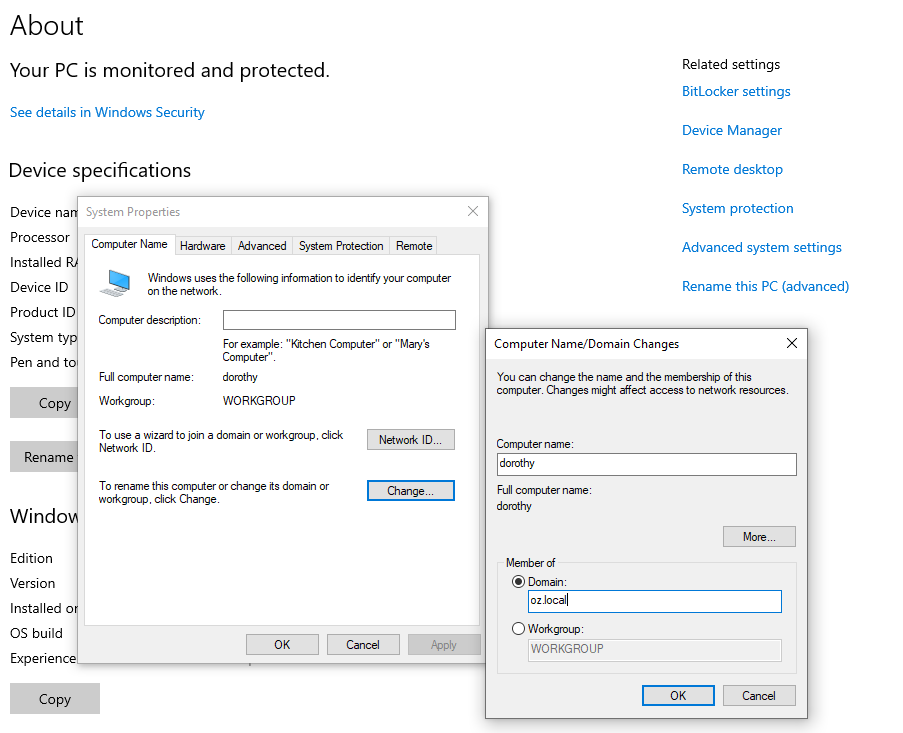 About
Your PC is monitored and protected.
See details in Windows Security
Device specifications
Device nam
Processor
Installed RA
Device ID
Product ID
System typ
Pen and to
Copy
Rename
Window
Edition
Version
Installed on
OS build
Experience
Copy
Related settings
BitLocker settings
Device Manager
Remote desktop
System protection
Advanced system settings
Rename this PC (advanced)
System Properties
Computer Name
Hardware
Advanced
System Protection
Remote
Windows uses the following information to identify your computer
on the network.
Computer description:
For example: "Kitchen Computer" or "Mary's
Computer".
Full computer name:
dorothy
Workgroup:
WORKGROUP
To use a wizard to join a domain or workgroup, click
Network ID.
Network ID...
To rename this computer or change its domain or
workgroup, click Change.
Change...
OK
Cancel
Apply
Computer Name/Domain Changes
You can change the name and the membership of this
computer. Changes might affect access to network resources.
Computer name:
dorothy
Full computer name:
dorothy
More...
Member of
Domain:
oz.local
Workgroup:
WORKGROUP
OK
Cancel